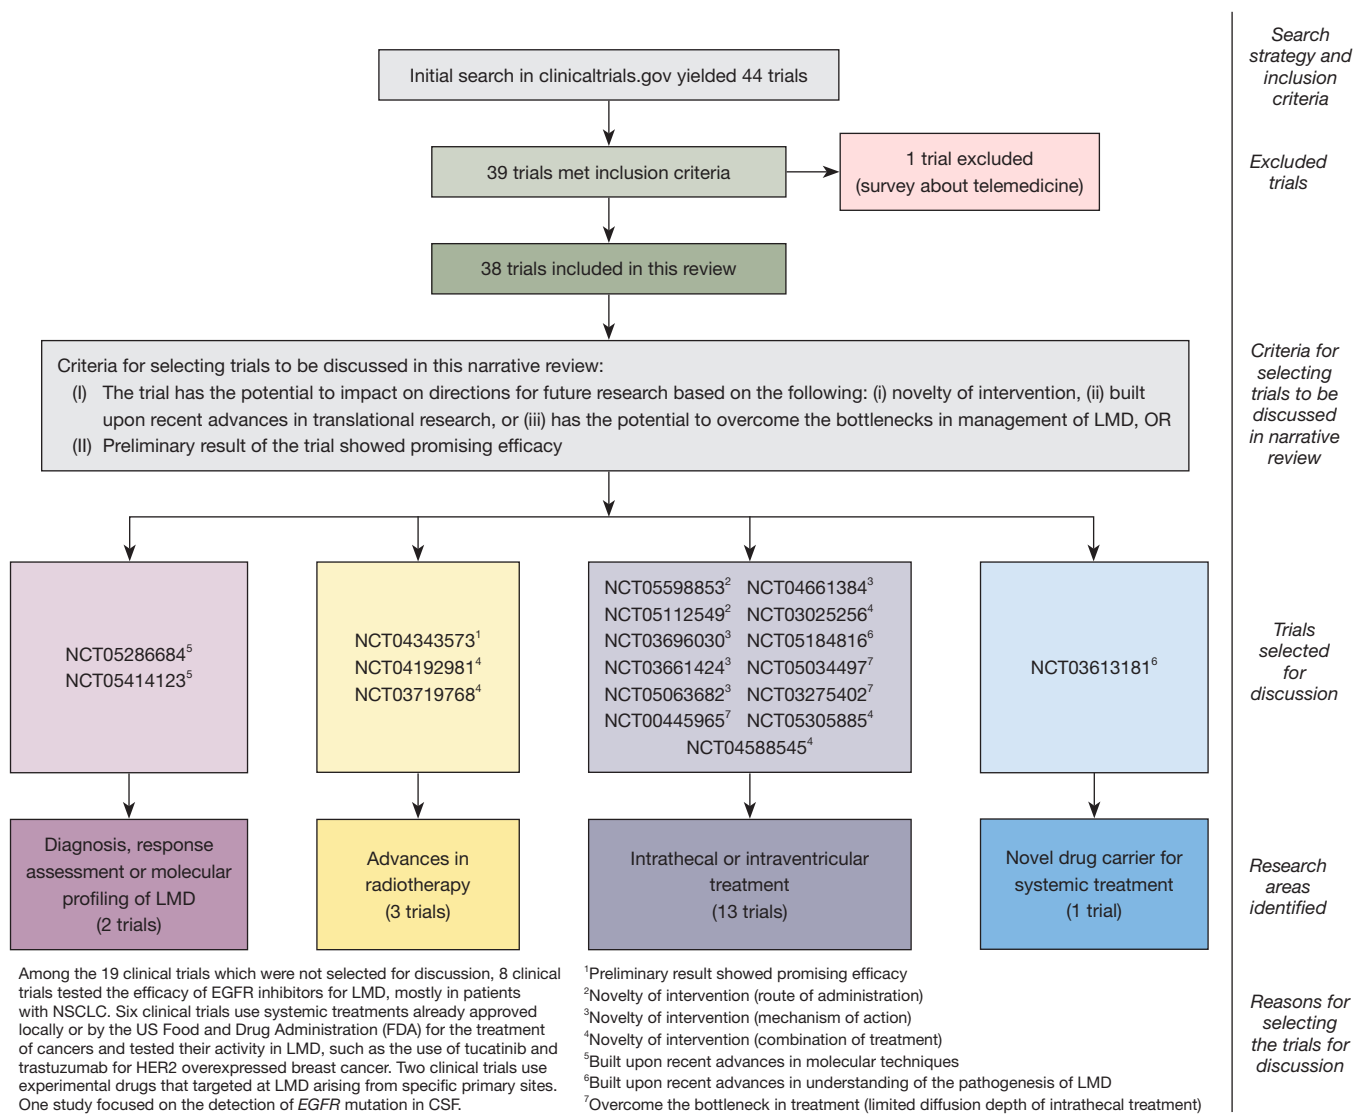 Search
strategy and
inclusion
criteria
Initial search in clinicaltrials.gov yielded 44 trials
39 trials met inclusion criteria
1 trial excluded
(survey about telemedicine)
Excluded
trials
38 trials included in this review
Criteria for selecting trials to be discussed in this narrative review:
(I) The trial has the potential to impact on directions for future research based on the following: (i) novelty of intervention, (ii) built
upon recent advances in translational research, or (iii) has the potential to overcome the bottlenecks in management of LMD, OR
(II) Preliminary result of the trial showed promising efficacy
Criteria for
selecting
trials to be
discussed
in narrative
review
NCT05286684⁵
NCT05414123⁵
NCT04343573¹
NCT04192981⁴
NCT03719768⁴
NCT05598853² NCT04661384³
NCT05112549² NCT03025256⁴
NCT03696030³ NCT05184816⁶
NCT03661424³ NCT05034497⁷
NCT05063682³ NCT03275402⁷
NCT00445965⁷ NCT05305885⁴
NCT04588545⁴
NCT03613181⁶
Trials
selected
for
discussion
Diagnosis, response
assessment or molecular
profiling of LMD
(2 trials)
Advances in
radiotherapy
(3 trials)
Intrathecal or intraventricular
treatment
(13 trials)
Novel drug carrier for
systemic treatment
(1 trial)
Research
areas
identified
Among the 19 clinical trials which were not selected for discussion, 8 clinical
trials tested the efficacy of EGFR inhibitors for LMD, mostly in patients
with NSCLC. Six clinical trials use systemic treatments already approved
locally or by the US Food and Drug Administration (FDA) for the treatment
of cancers and tested their activity in LMD, such as the use of tucatinib and
trastuzumab for HER2 overexpressed breast cancer. Two clinical trials use
experimental drugs that targeted at LMD arising from specific primary sites.
One study focused on the detection of EGFR mutation in CSF.
¹Preliminary result showed promising efficacy
²Novelty of intervention (route of administration)
³Novelty of intervention (mechanism of action)
⁴Novelty of intervention (combination of treatment)
⁵Built upon recent advances in molecular techniques
⁶Built upon recent advances in understanding of the pathogenesis of LMD
⁷Overcome the bottleneck in treatment (limited diffusion depth of intrathecal treatment)
Reasons for
selecting
the trials for
discussion